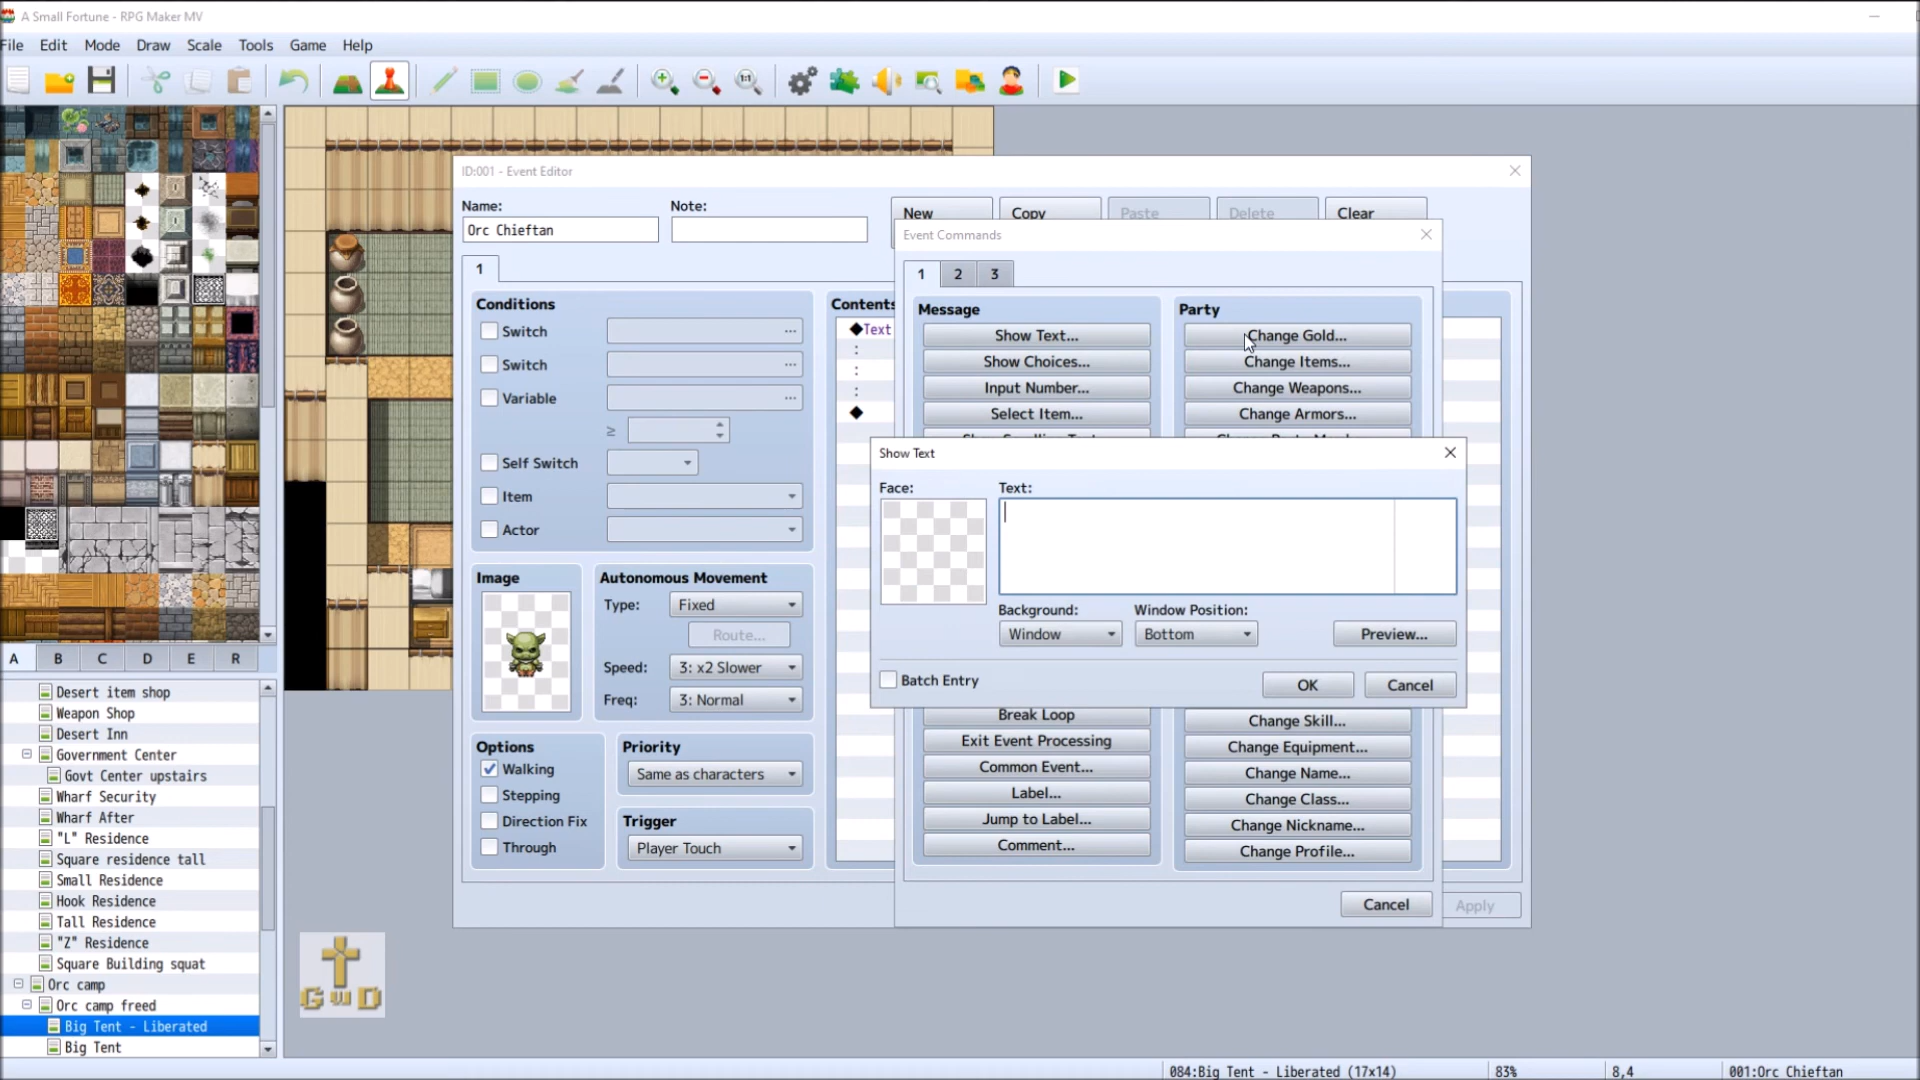 A Small Fortune - RPG Maker MV
File Edit Mode Draw Scale Tools Game Help
1:1
ID:001 - Event Editor
Name:
Orc Chieftan
Note:
New Copy Paste Delete Clear
1
Conditions
Switch ...
Switch ...
Variable ...
≥
Self Switch
Item
Actor
Image
Autonomous Movement
Type: Fixed
Route...
Speed: 3: x2 Slower
Freq: 3: Normal
Options
Walking
Stepping
Direction Fix
Through
Priority
Same as characters
Trigger
Player Touch
Contents
◆Text
:
:
:
◆
Event Commands
1 2 3
Message
Show Text...
Show Choices...
Input Number...
Select Item...
Party
Change Gold...
Change Items...
Change Weapons...
Change Armors...
Show Text
Face:
Text:
Background:
Window
Window Position:
Bottom
Preview...
Batch Entry
OK Cancel
Break Loop
Exit Event Processing
Common Event...
Label...
Jump to Label...
Comment...
Change Skill...
Change Equipment...
Change Name...
Change Class...
Change Nickname...
Change Profile...
Cancel
Apply
A B C D E R
Desert item shop
Weapon Shop
Desert Inn
Government Center
Govt Center upstairs
Wharf Security
Wharf After
"L" Residence
Square residence tall
Small Residence
Hook Residence
Tall Residence
"Z" Residence
Square Building squat
Orc camp
Orc camp freed
Big Tent - Liberated
Big Tent
GwD
084:Big Tent - Liberated (17x14)
83%
8,4
001:Orc Chieftan